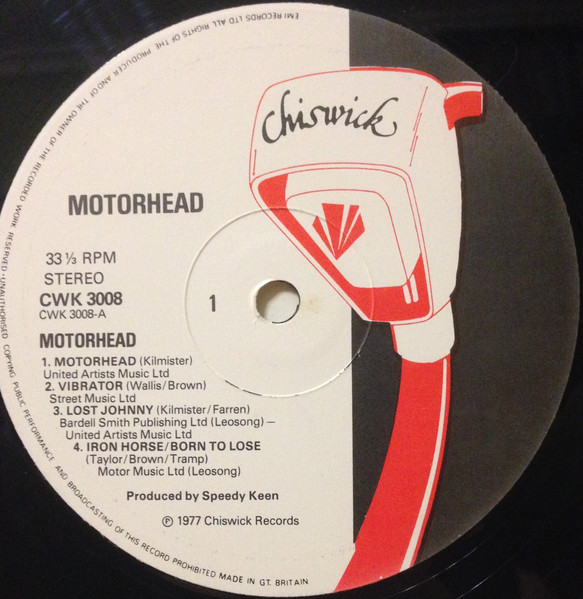 Chiswick
MOTORHEAD
33 ⅓ RPM
STEREO
CWK 3008
CWK 3008-A
1
MOTORHEAD
1. MOTORHEAD (Kilmister)
United Artists Music Ltd
2. VIBRATOR (Wallis/Brown)
Street Music Ltd
3. LOST JOHNNY (Kilmister/Farren)
Bardell Smith Publishing Ltd (Leosong) —
United Artists Music Ltd
4. IRON HORSE/BORN TO LOSE
(Taylor/Brown/Tramp)
Motor Music Ltd (Leosong)
Produced by Speedy Keen
℗ 1977 Chiswick Records
EMI RECORDS LTD ALL RIGHTS OF THE PRODUCER AND OF THE OWNER OF THE RECORDED WORK RESERVED·UNAUTHORISED COPYING PUBLIC PERFORMANCE AND BROADCASTING OF THIS RECORD PROHIBITED MADE IN GT. BRITAIN